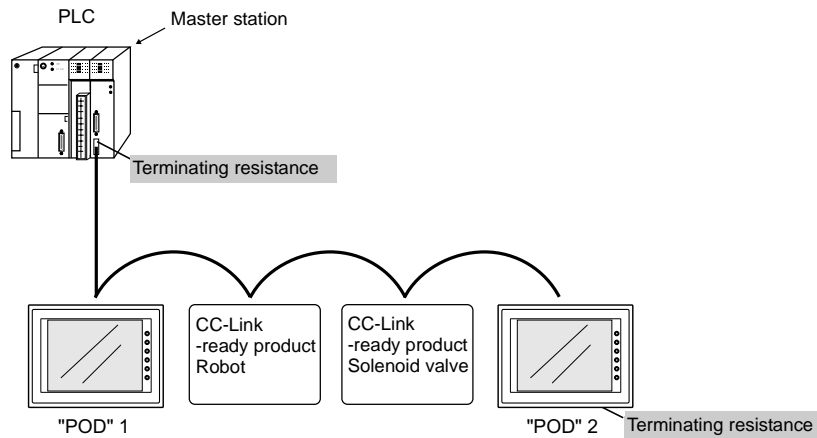 PLC
Master station
Terminating resistance
CC-Link
-ready product
Robot
CC-Link
-ready product
Solenoid valve
"POD" 1
"POD" 2
Terminating resistance